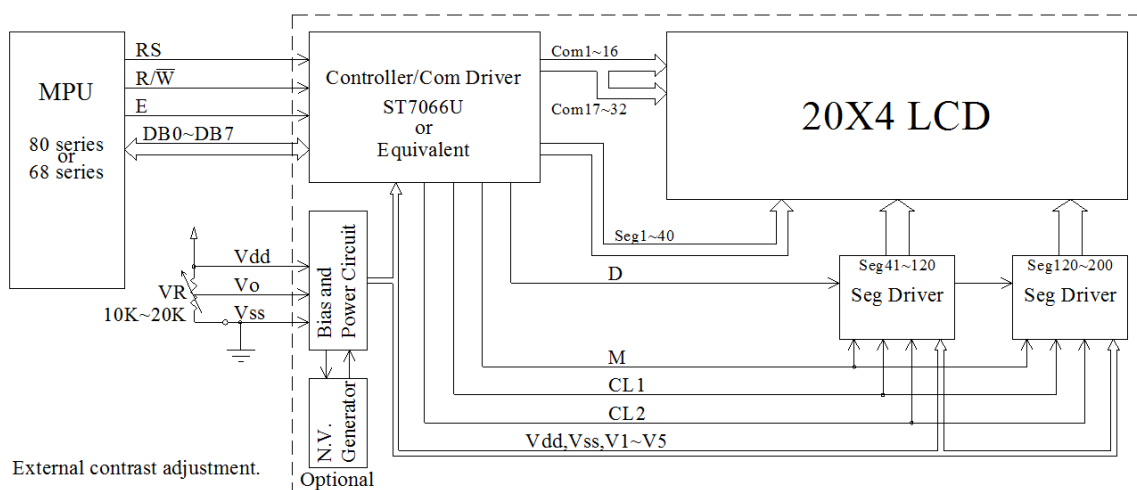 MPU
80 series
or
68 series
RS
R/W
E
DB0~DB7
Controller/Com Driver
ST7066U
or
Equivalent
Com1~16
Com17~32
20X4 LCD
Seg1~40
D
Seg41~120
Seg Driver
Seg120~200
Seg Driver
Vdd
Vo
Vss
VR
10K~20K
Bias and
Power Circuit
N.V.
Generator
Optional
M
CL1
CL2
Vdd,Vss,V1~V5
External contrast adjustment.